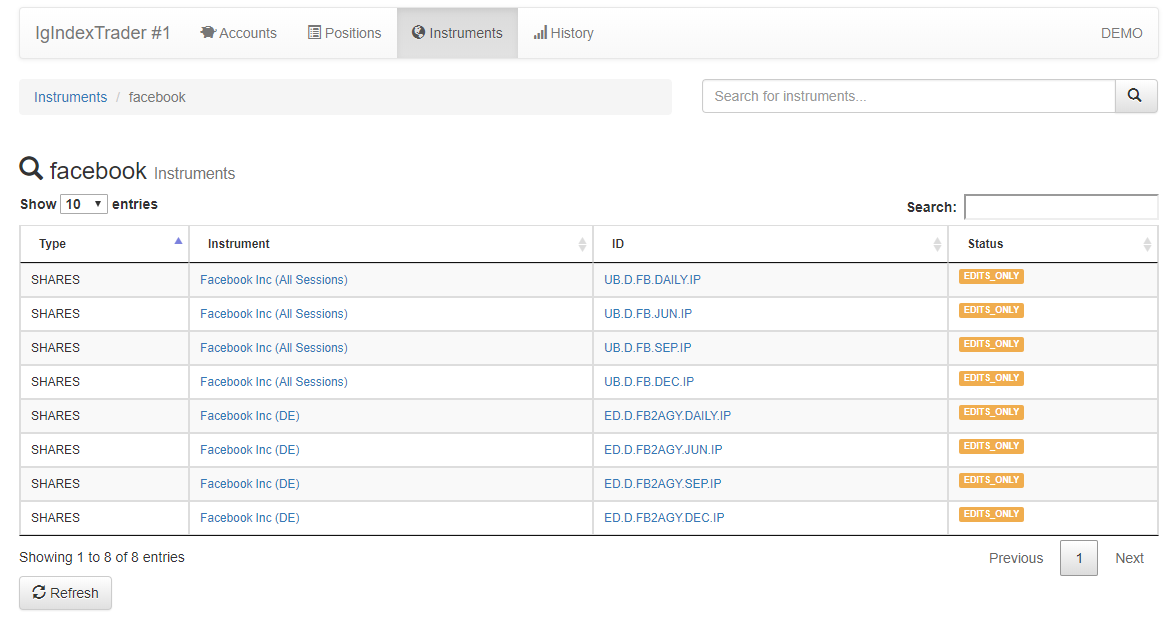 IgIndexTrader #1 Accounts Positions Instruments History DEMO
Instruments / facebook Search for instruments...
facebook Instruments
Show 10 entries Search:
Type Instrument ID Status
SHARES Facebook Inc (All Sessions) UB.D.FB.DAILY.IP EDITS_ONLY
SHARES Facebook Inc (All Sessions) UB.D.FB.JUN.IP EDITS_ONLY
SHARES Facebook Inc (All Sessions) UB.D.FB.SEP.IP EDITS_ONLY
SHARES Facebook Inc (All Sessions) UB.D.FB.DEC.IP EDITS_ONLY
SHARES Facebook Inc (DE) ED.D.FB2AGY.DAILY.IP EDITS_ONLY
SHARES Facebook Inc (DE) ED.D.FB2AGY.JUN.IP EDITS_ONLY
SHARES Facebook Inc (DE) ED.D.FB2AGY.SEP.IP EDITS_ONLY
SHARES Facebook Inc (DE) ED.D.FB2AGY.DEC.IP EDITS_ONLY
Showing 1 to 8 of 8 entries Previous 1 Next
Refresh